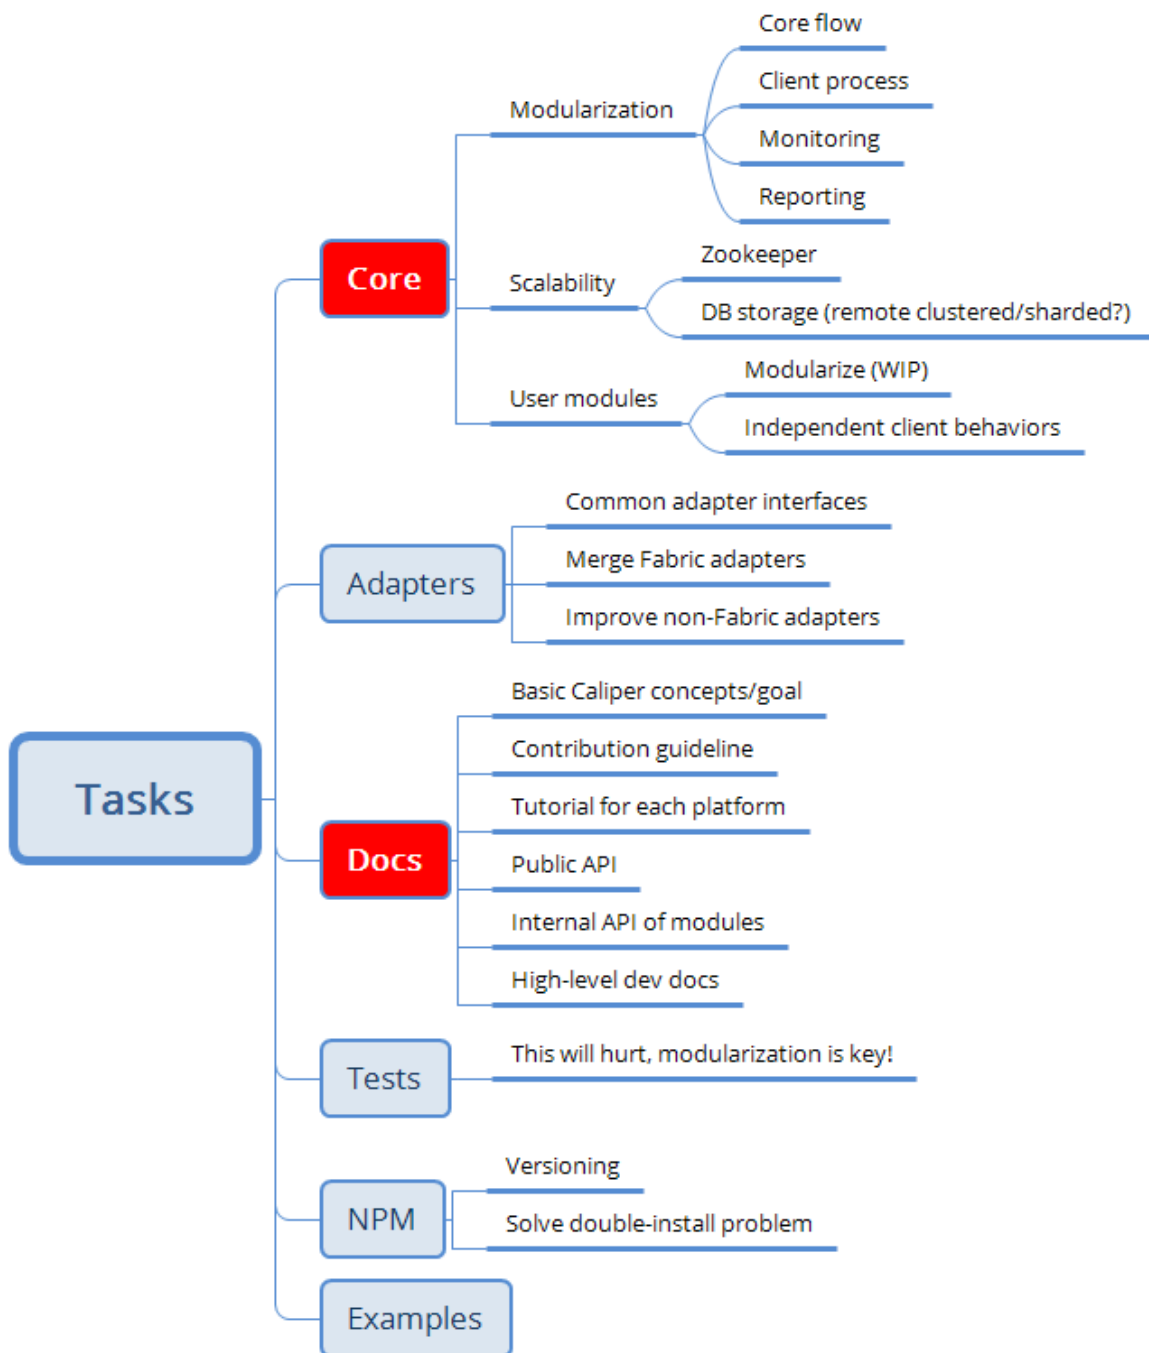 Tasks
Core
Modularization
Core flow
Client process
Monitoring
Reporting
Scalability
Zookeeper
DB storage (remote clustered/sharded?)
User modules
Modularize (WIP)
Independent client behaviors
Adapters
Common adapter interfaces
Merge Fabric adapters
Improve non-Fabric adapters
Docs
Basic Caliper concepts/goal
Contribution guideline
Tutorial for each platform
Public API
Internal API of modules
High-level dev docs
Tests
This will hurt, modularization is key!
NPM
Versioning
Solve double-install problem
Examples